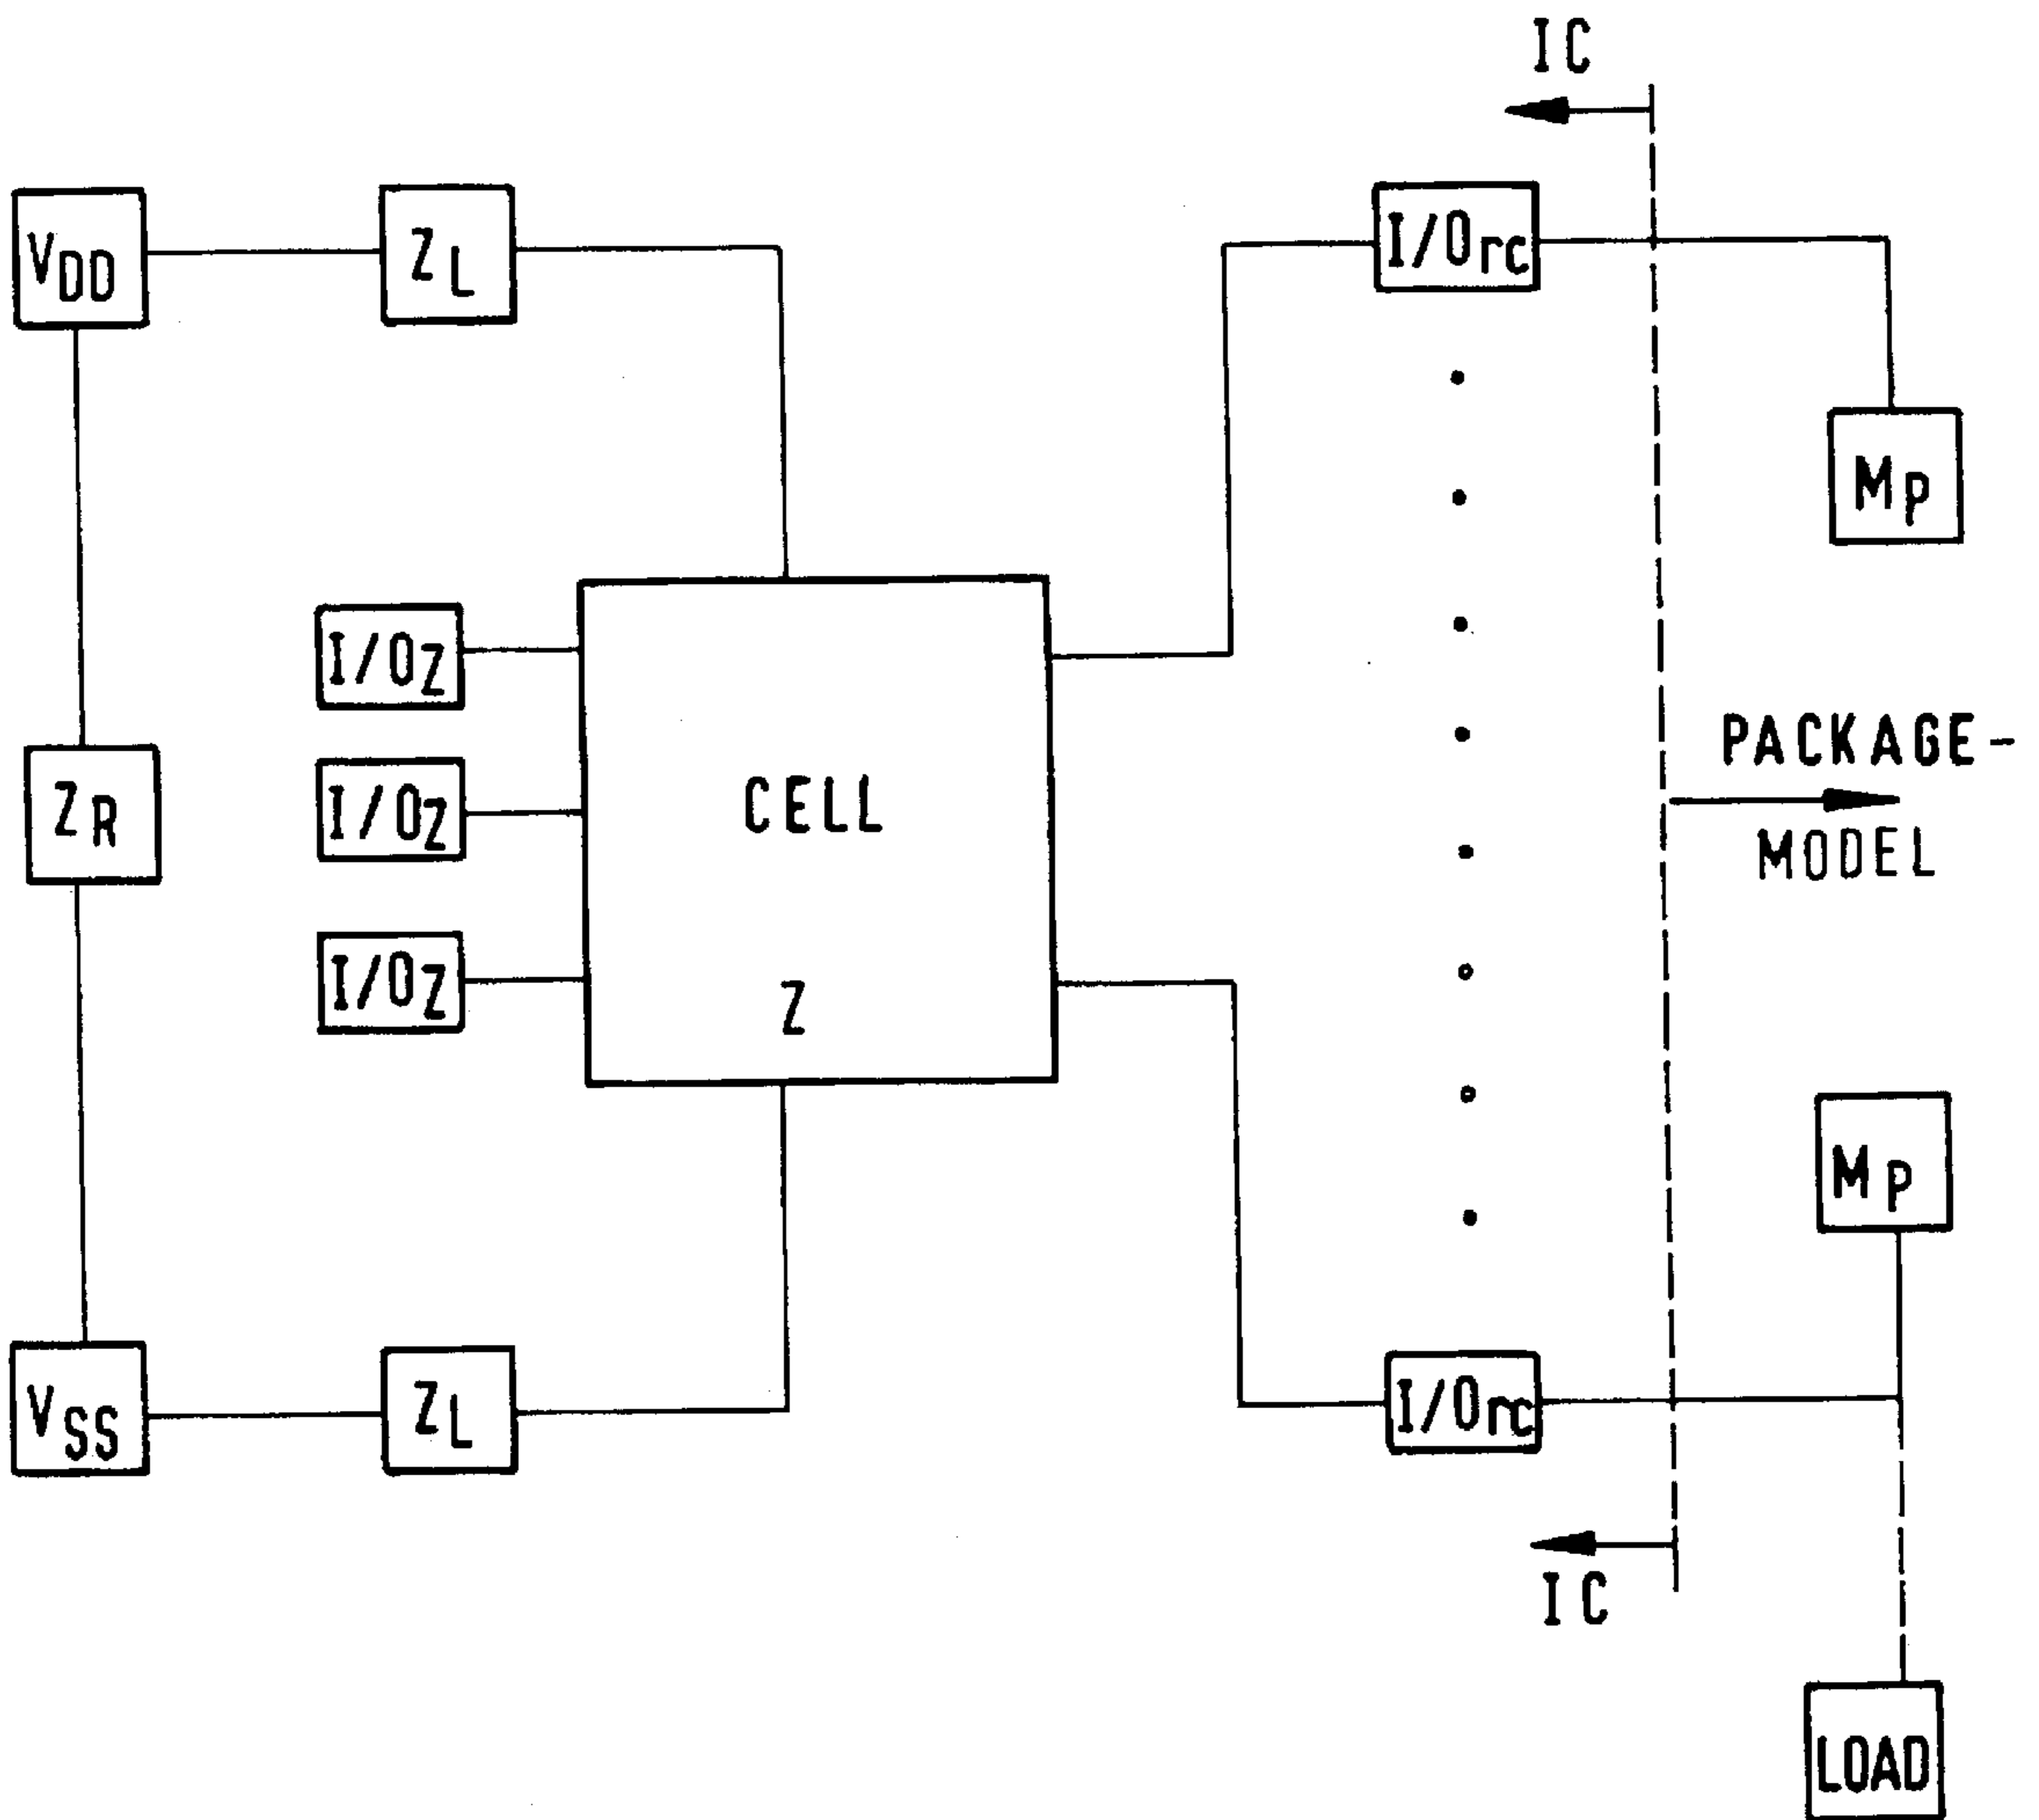 IC
VDD
ZL
I/Orc
MP
I/OZ
PACKAGE-
ZR
I/OZ
CELL
MODEL
I/OZ
Z
MP
VSS
ZL
I/Orc
IC
LOAD